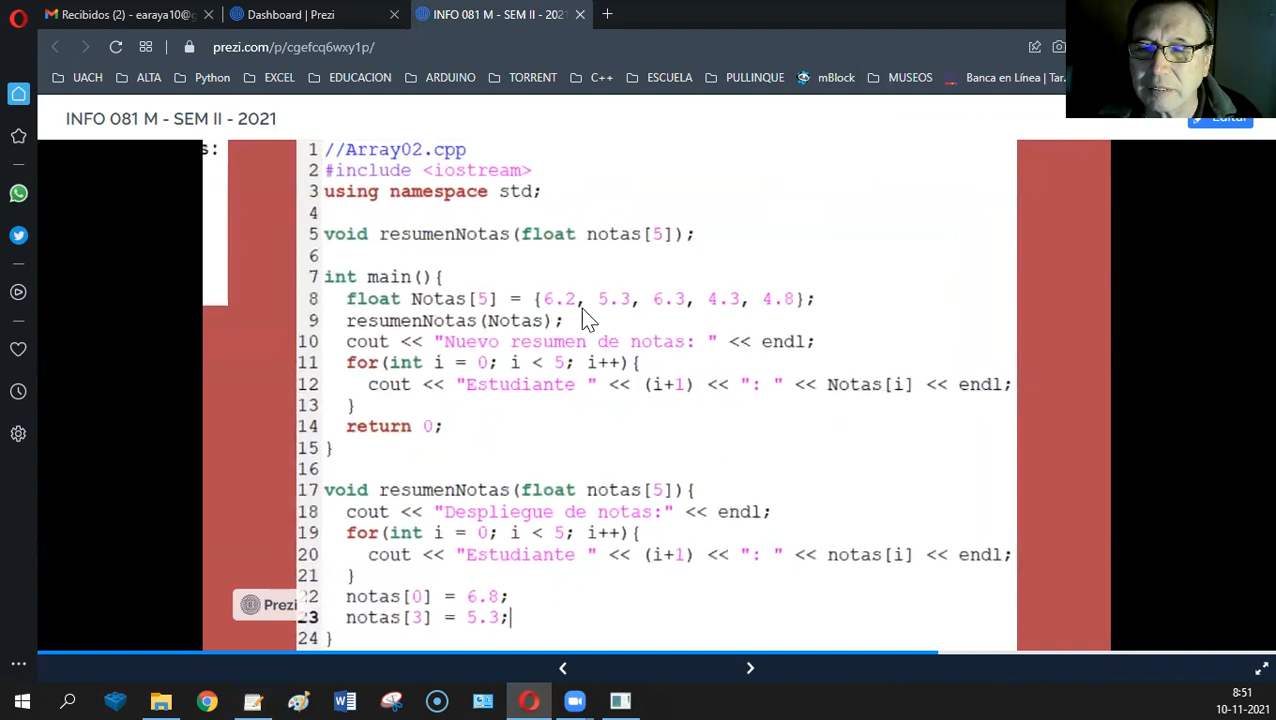 Recibidos (2) - earaya10@g
Dashboard | Prezi
INFO 081 M - SEM II - 2021
prezi.com/p/cgefcq6wxy1p/
UACH
ALTA
Python
EXCEL
EDUCACION
ARDUINO
TORRENT
C++
ESCUELA
PULLINQUE
mBlock
MUSEOS
Banca en Línea | Tar...
INFO 081 M - SEM II - 2021
Editar
s:
1 //Array02.cpp
2 #include <iostream>
3 using namespace std;
4
5 void resumenNotas(float notas[5]);
6
7 int main(){
8 float Notas[5] = {6.2, 5.3, 6.3, 4.3, 4.8};
9 resumenNotas(Notas);
10 cout << "Nuevo resumen de notas: " << endl;
11 for(int i = 0; i < 5; i++){
12 cout << "Estudiante " << (i+1) << ": " << Notas[i] << endl;
13 }
14 return 0;
15 }
16
17 void resumenNotas(float notas[5]){
18 cout << "Despliegue de notas:" << endl;
19 for(int i = 0; i < 5; i++){
20 cout << "Estudiante " << (i+1) << ": " << notas[i] << endl;
21 }
22 notas[0] = 6.8;
Prezi
23 notas[3] = 5.3;
24 }
8:51
10-11-2021